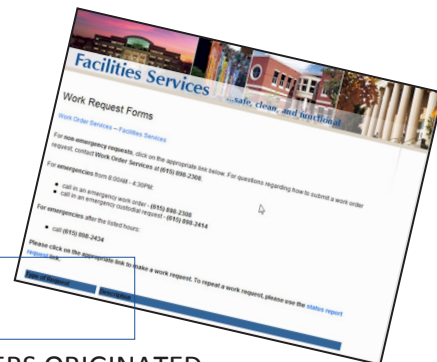 Facilities Services
...safe, clean, and functional
Work Request Forms
Work Order Services – Facilities Services
For non-emergency requests, click on the appropriate link below. For questions regarding how to submit a work order
request, contact Work Order Services at (615) 898-2308.
For emergencies from 8:00AM - 4:30PM:
call in an emergency work order - (615) 898-2308
call in an emergency custodial request - (615) 898-2414
For emergencies after the listed hours:
call (615) 898-2434
Please click on the appropriate link to make a work request. To repeat a work request, please use the status report
request link.
Type of Request
Description
ERS ORIGINATED